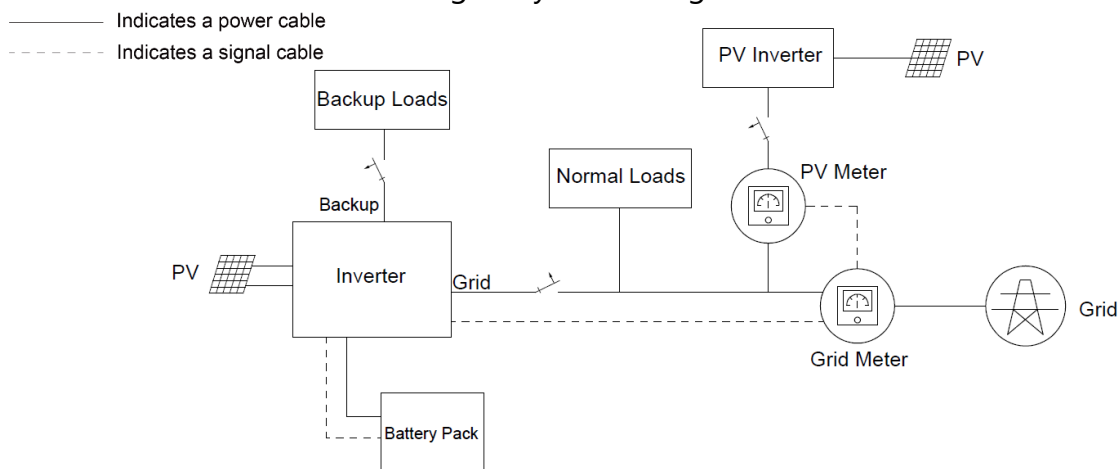 Indicates a power cable
Indicates a signal cable
PV Inverter
PV
Backup Loads
Normal Loads
PV Meter
Backup
PV
Inverter
Grid
Grid
Grid Meter
Battery Pack